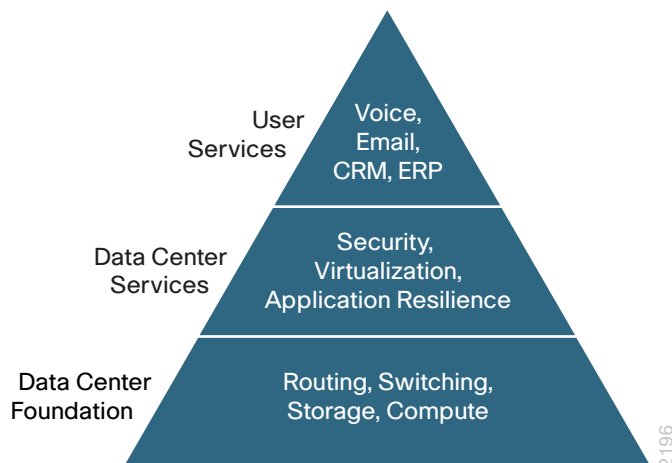 User
Services
Voice,
Email,
CRM, ERP
Data Center
Services
Security,
Virtualization,
Application Resilience
Data Center
Foundation
Routing, Switching,
Storage, Compute
2196